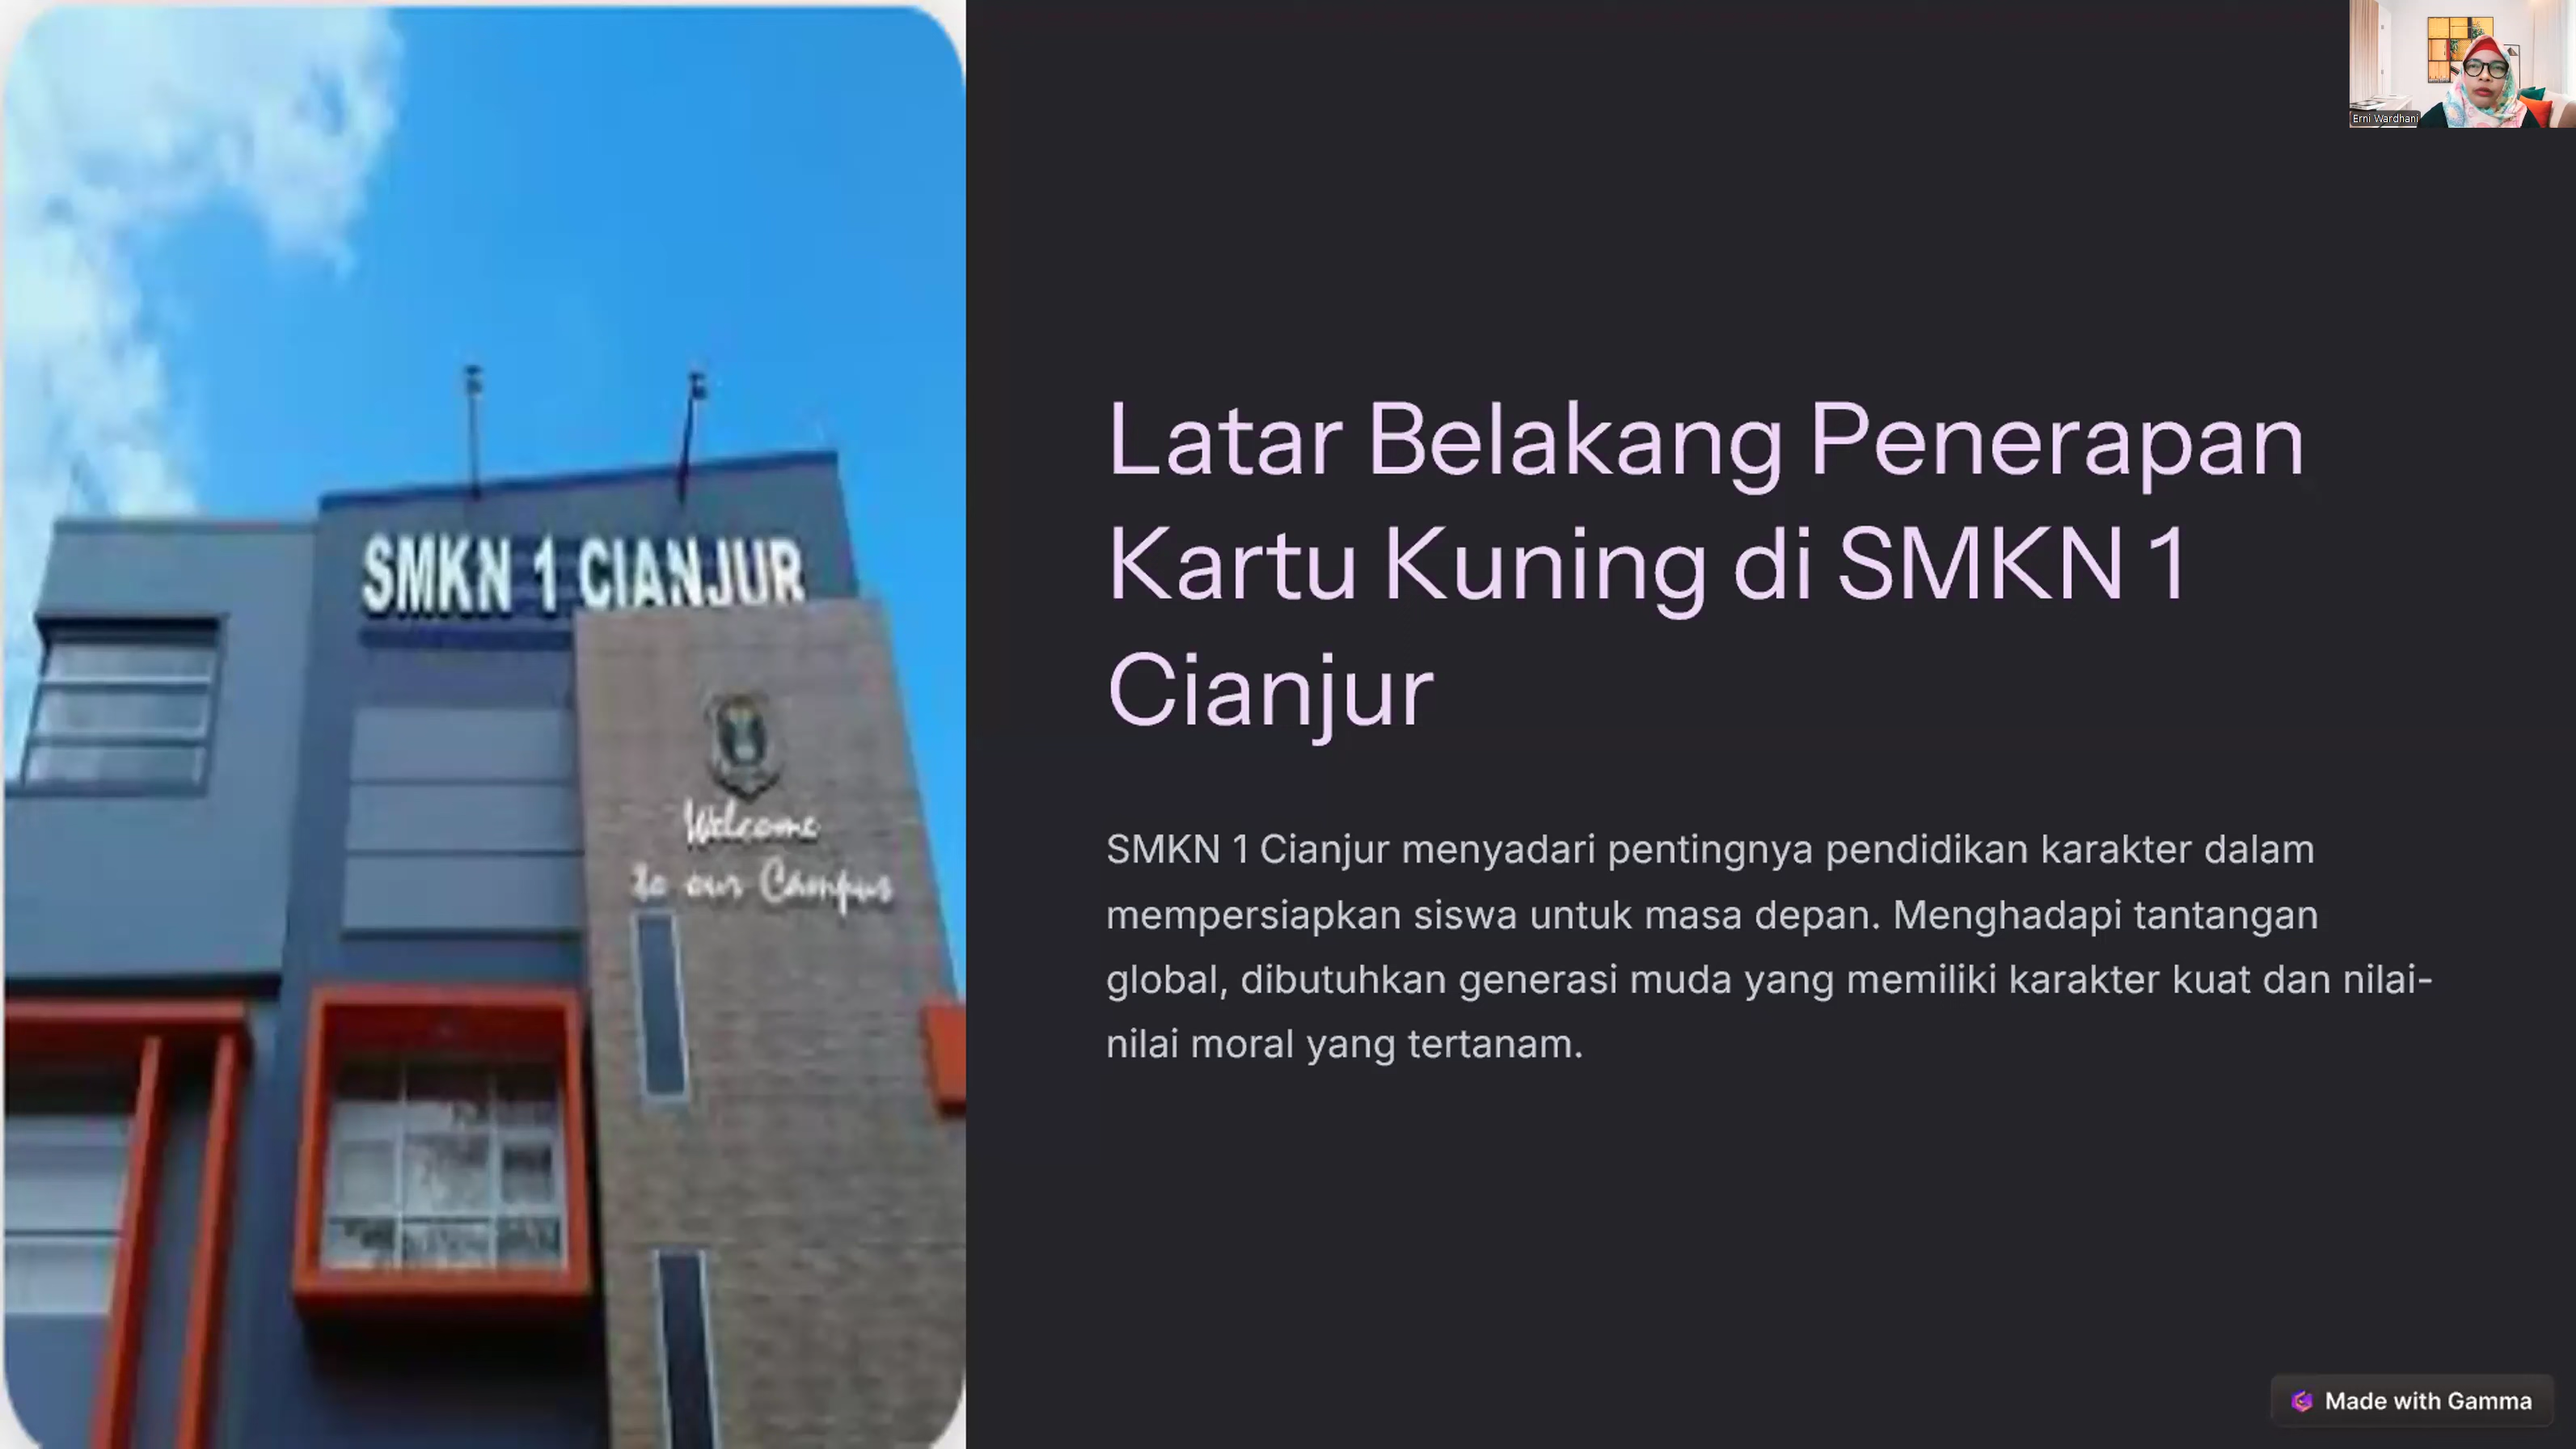 SMKN 1 CIANJUR
Welcome
to our Campus
Erni Wardhani
Latar Belakang Penerapan
Kartu Kuning di SMKN 1
Cianjur
SMKN 1 Cianjur menyadari pentingnya pendidikan karakter dalam
mempersiapkan siswa untuk masa depan. Menghadapi tantangan
global, dibutuhkan generasi muda yang memiliki karakter kuat dan nilai-
nilai moral yang tertanam.
Made with Gamma